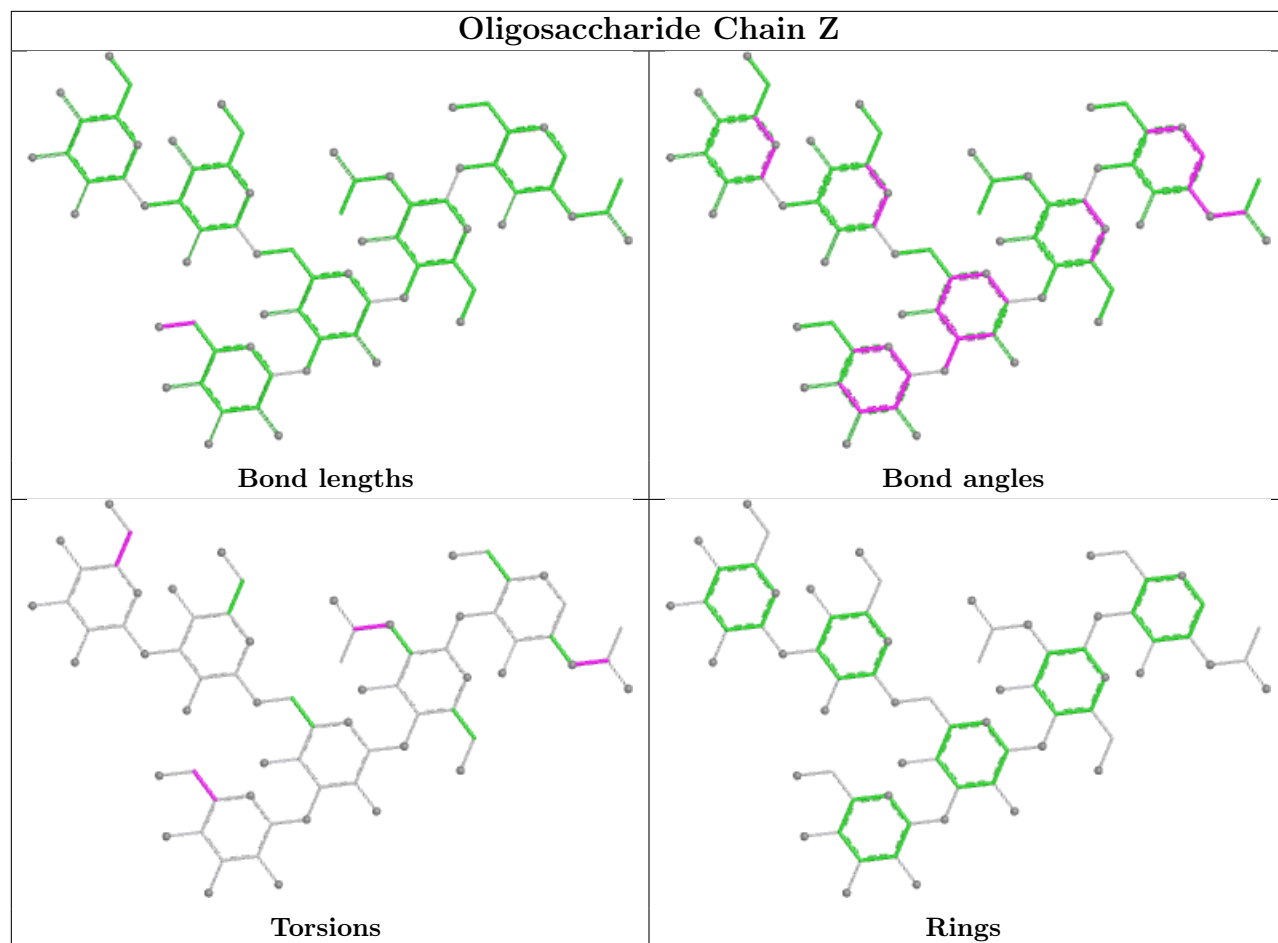 Oligosaccharide Chain Z
Bond lengths
Bond angles
Torsions
Rings